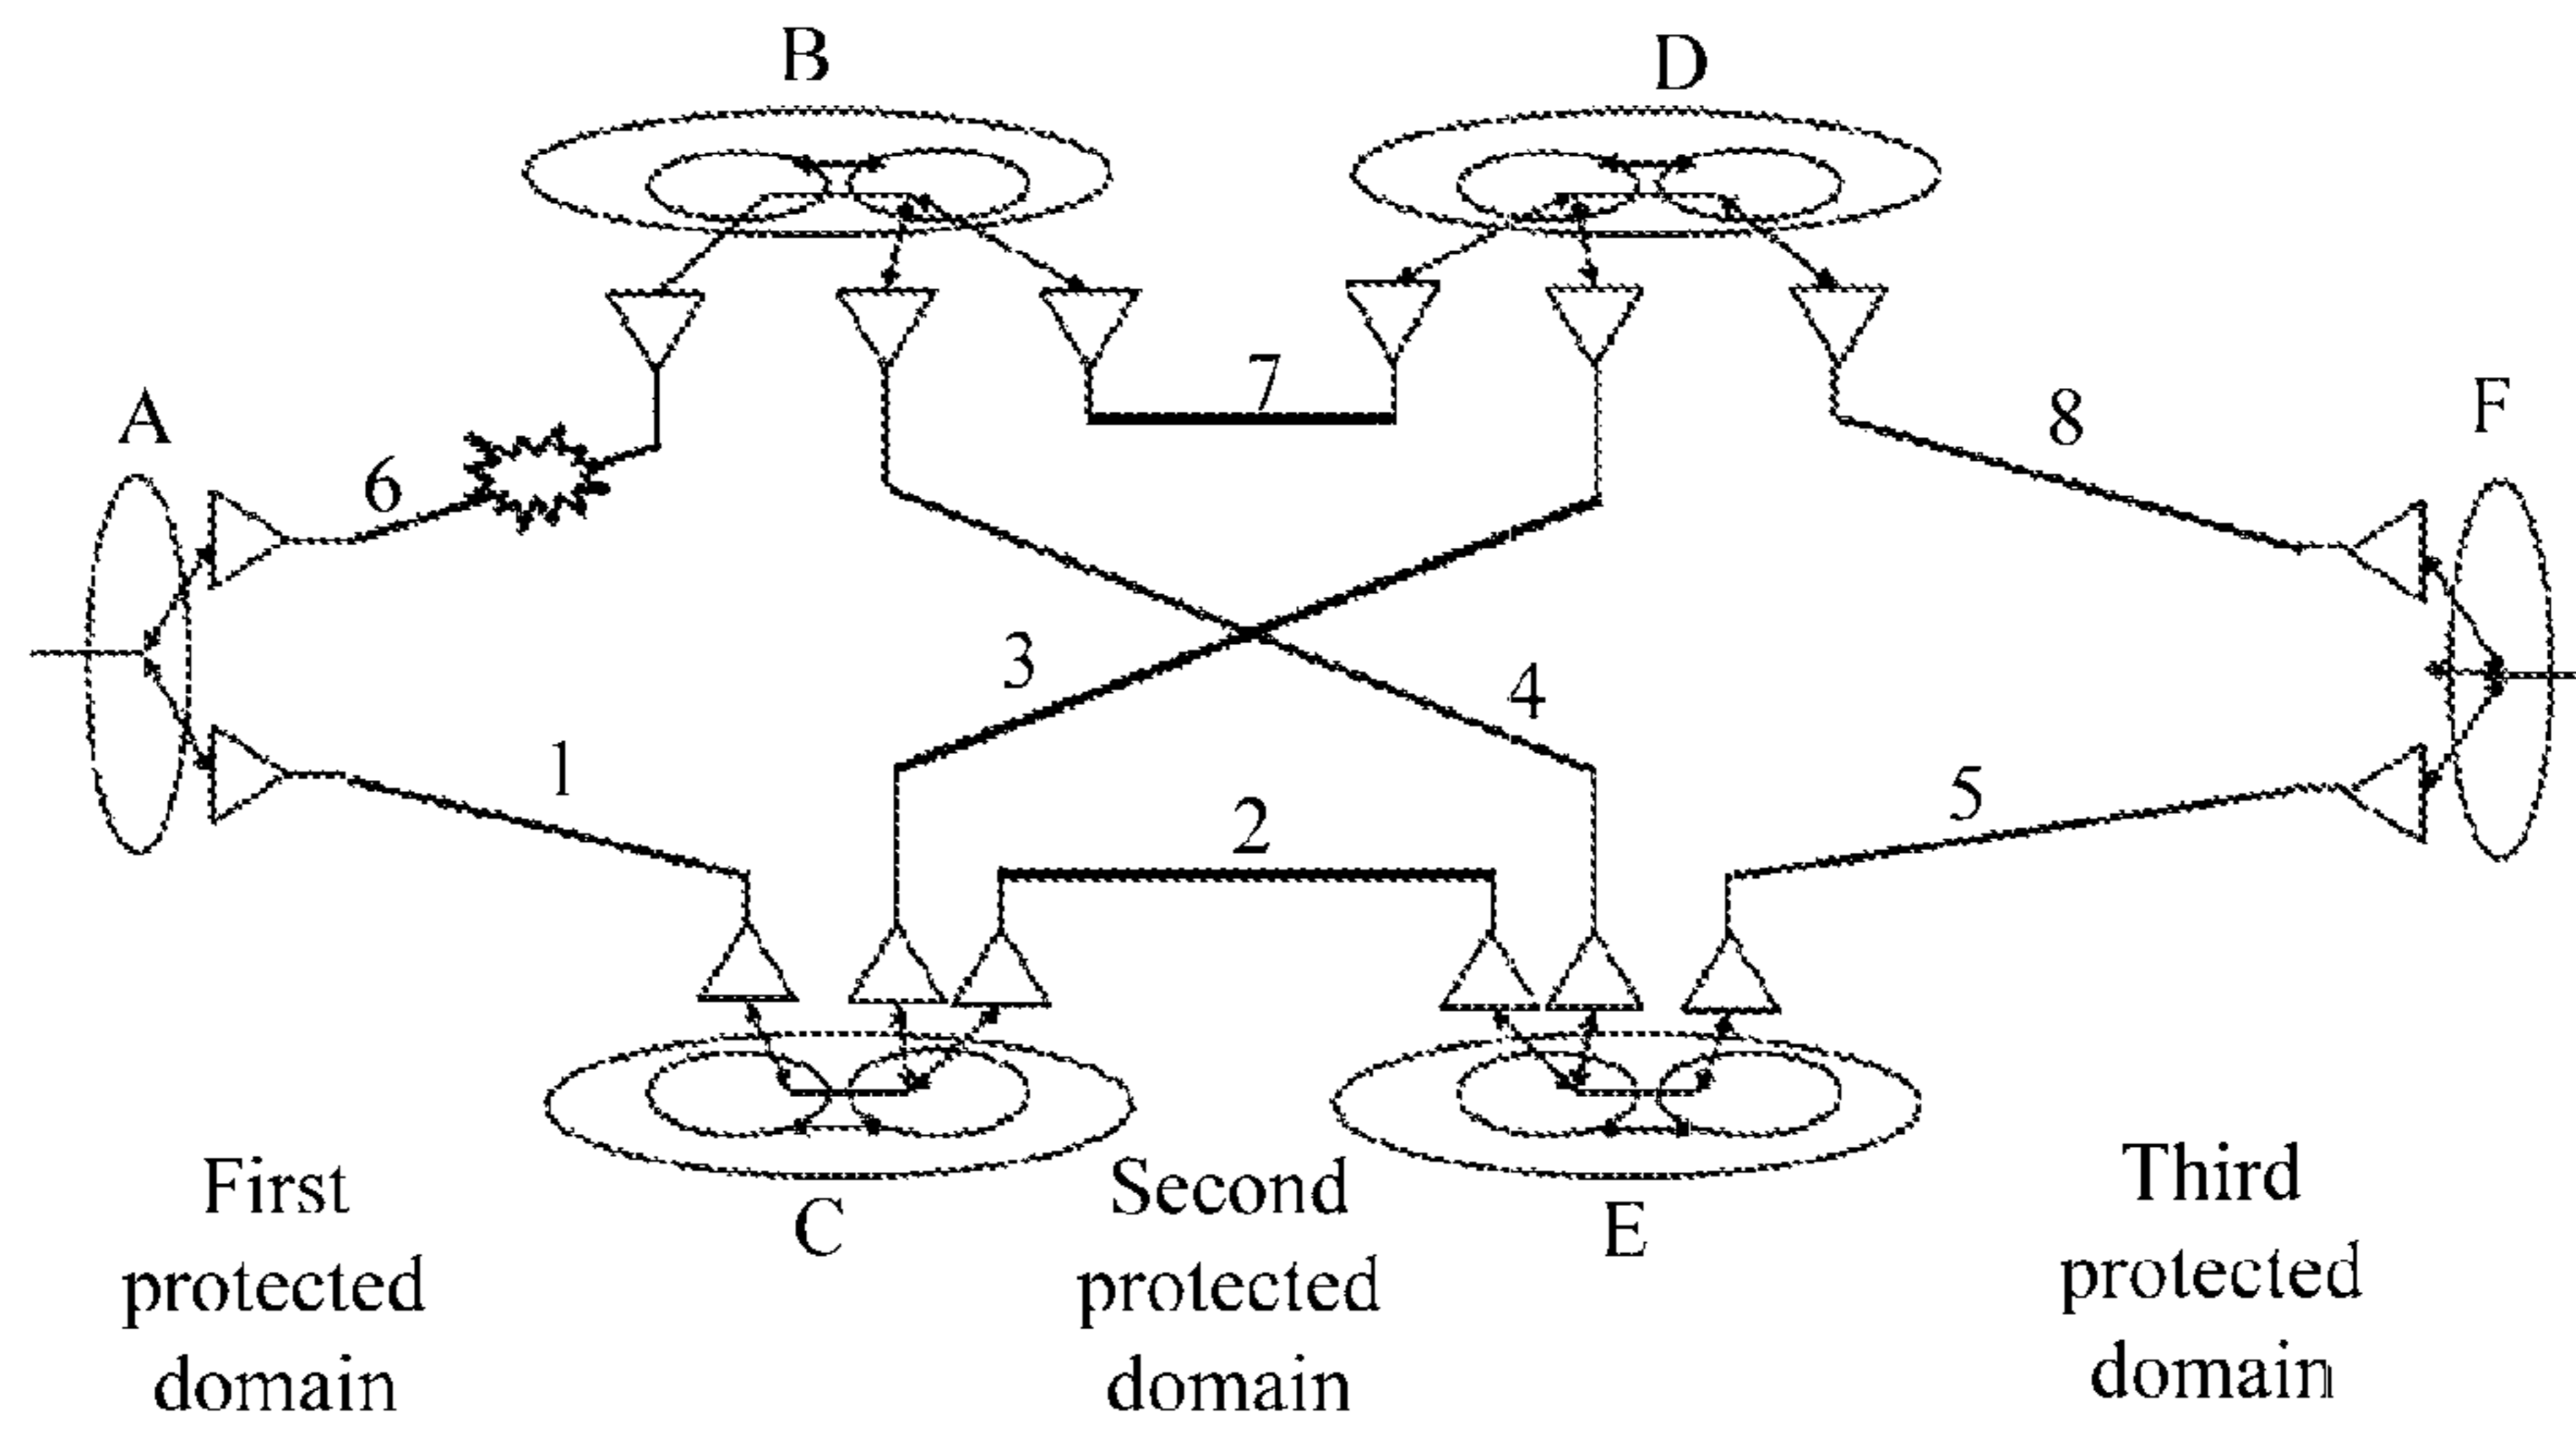 B
D
A
F
6
7
8
3
4
1
2
5
C
E
First
protected
domain
Second
protected
domain
Third
protected
domain